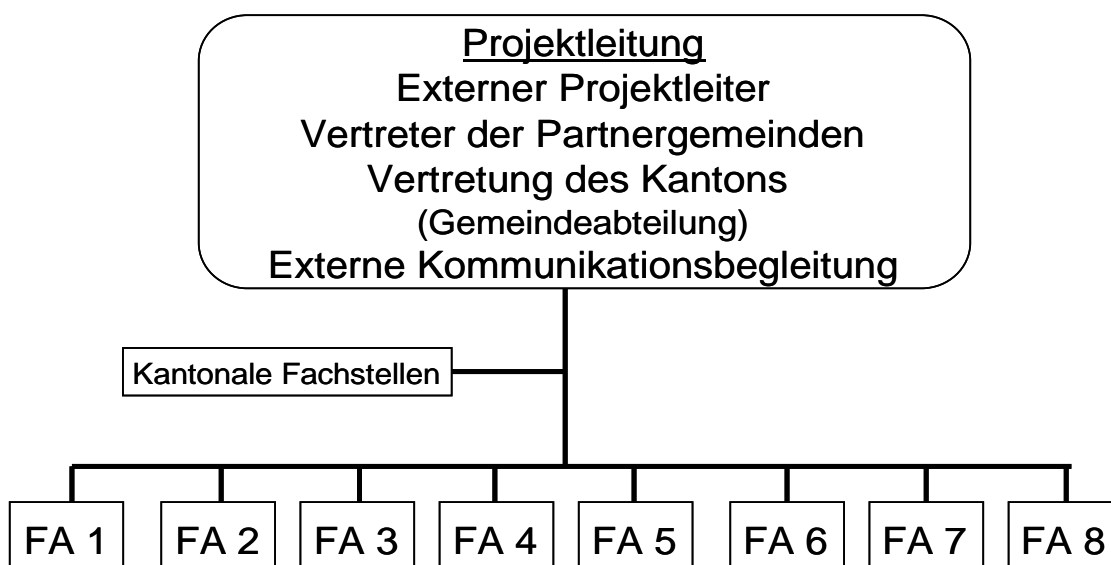 Projektleitung
Externer Projektleiter
Vertreter der Partnergemeinden
Vertretung des Kantons
(Gemeindeabteilung)
Externe Kommunikationsbegleitung
Kantonale Fachstellen
FA 1
FA 2
FA 3
FA 4
FA 5
FA 6
FA 7
FA 8